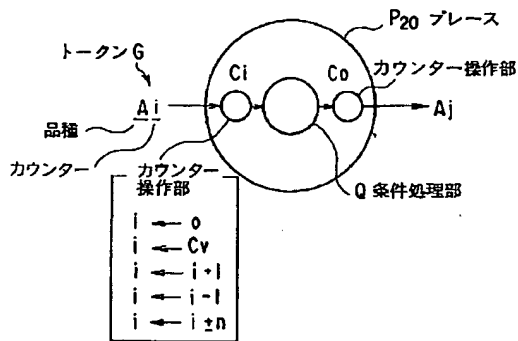 トークン G
P20 プレース
Ci
Co
カウンター操作部
Ai
Aj
品種
カウンター
カウンター
操作部
Q 条件処理部
i ← 0
i ← Cv
i ← i+1
i ← i-1
i ← i±n